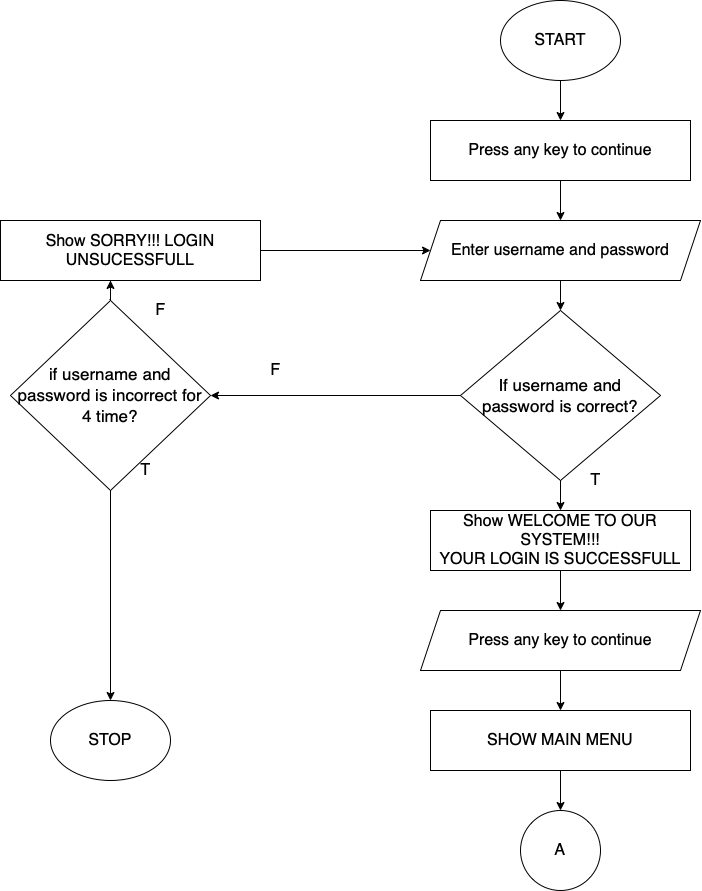 START
Press any key to continue
Show SORRY!!! LOGIN
UNSUCESSFULL
Enter username and password
F
if username and
password is incorrect for
4 time?
F
If username and
password is correct?
T
T
Show WELCOME TO OUR
SYSTEM!!!
YOUR LOGIN IS SUCCESSFULL
Press any key to continue
STOP
SHOW MAIN MENU
A